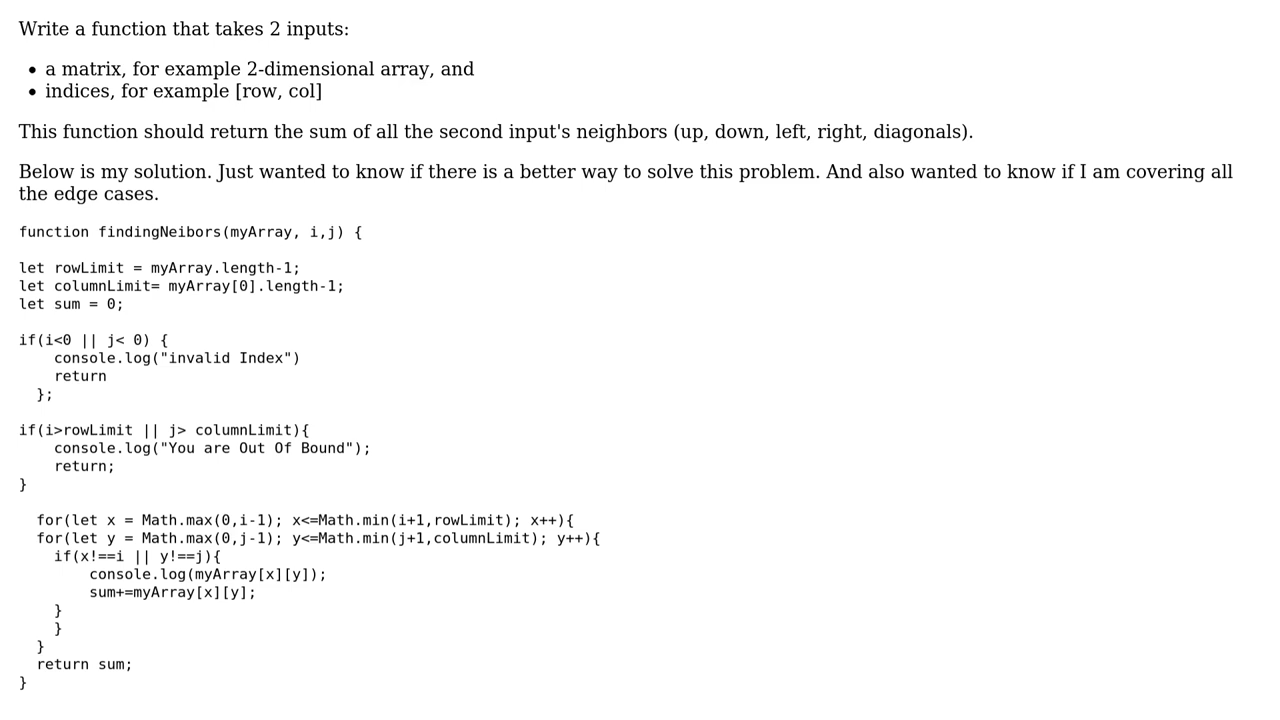 Write a function that takes 2 inputs:
• a matrix, for example 2-dimensional array, and
• indices, for example [row, col]
This function should return the sum of all the second input's neighbors (up, down, left, right, diagonals).
Below is my solution. Just wanted to know if there is a better way to solve this problem. And also wanted to know if I am covering all
the edge cases.
function findingNeibors(myArray, i,j) {
let rowLimit = myArray.length-1;
let columnLimit= myArray[0].length-1;
let sum = 0;
if(i<0 || j< 0) {
    console.log("invalid Index")
    return
  };
if(i>rowLimit || j> columnLimit){
    console.log("You are Out Of Bound");
    return;
}
  for(let x = Math.max(0,i-1); x<=Math.min(i+1,rowLimit); x++){
  for(let y = Math.max(0,j-1); y<=Math.min(j+1,columnLimit); y++){
    if(x!==i || y!==j){
        console.log(myArray[x][y]);
        sum+=myArray[x][y];
    }
    }
  }
  return sum;
}